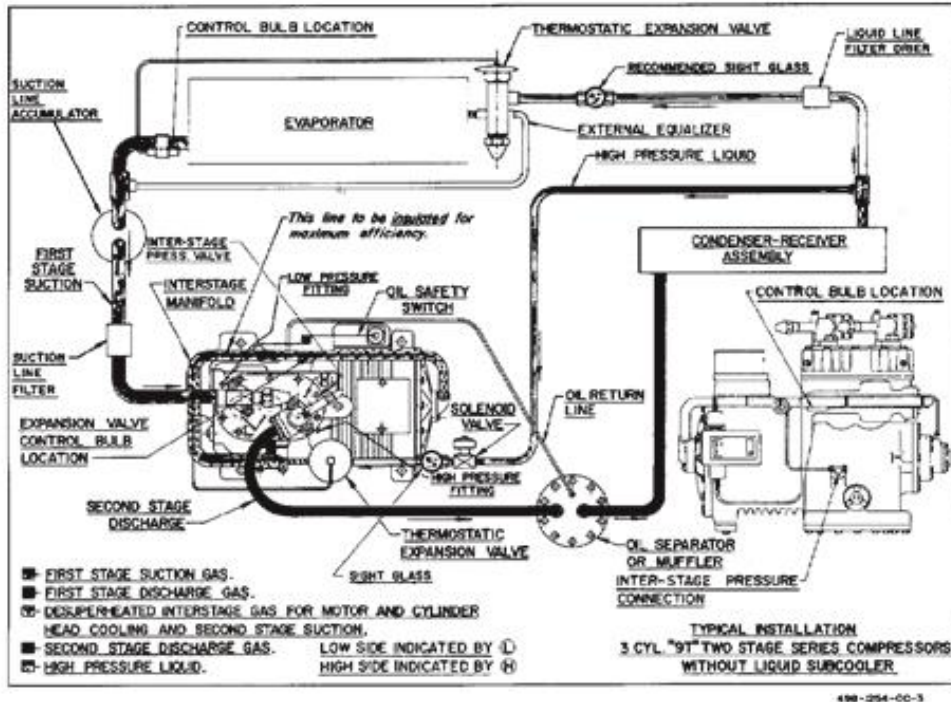 CONTROL BULB LOCATION
THERMOSTATIC EXPANSION VALVE
LIQUID LINE
FILTER DRIER
RECOMMENDED SIGHT GLASS
SUCTION
LINE
ACCUMULATOR
EVAPORATOR
EXTERNAL EQUALIZER
HIGH PRESSURE LIQUID
This line to be insulated for
maximum efficiency.
INTER-STAGE
PRESS. VALVE
CONDENSER-RECEIVER
ASSEMBLY
FIRST
STAGE
SUCTION
LOW PRESSURE
FITTING
INTERSTAGE
MANIFOLD
OIL SAFETY
SWITCH
CONTROL BULB LOCATION
SUCTION
LINE
FILTER
EXPANSION VALVE
CONTROL BULB
LOCATION
SOLENOID
VALVE
OIL RETURN
LINE
HIGH PRESSURE
FITTING
SECOND STAGE
DISCHARGE
THERMOSTATIC
EXPANSION VALVE
OIL SEPARATOR
OR MUFFLER
SIGHT GLASS
INTER-STAGE PRESSURE
CONNECTION
FIRST STAGE SUCTION GAS.
FIRST STAGE DISCHARGE GAS.
DESUPERHEATED INTERSTAGE GAS FOR MOTOR AND CYLINDER
HEAD COOLING AND SECOND STAGE SUCTION.
SECOND STAGE DISCHARGE GAS. LOW SIDE INDICATED BY Ⓛ
HIGH PRESSURE LIQUID. HIGH SIDE INDICATED BY Ⓗ
TYPICAL INSTALLATION
3 CYL. "9T" TWO STAGE SERIES COMPRESSORS
WITHOUT LIQUID SUBCOOLER
498-254-CC-3